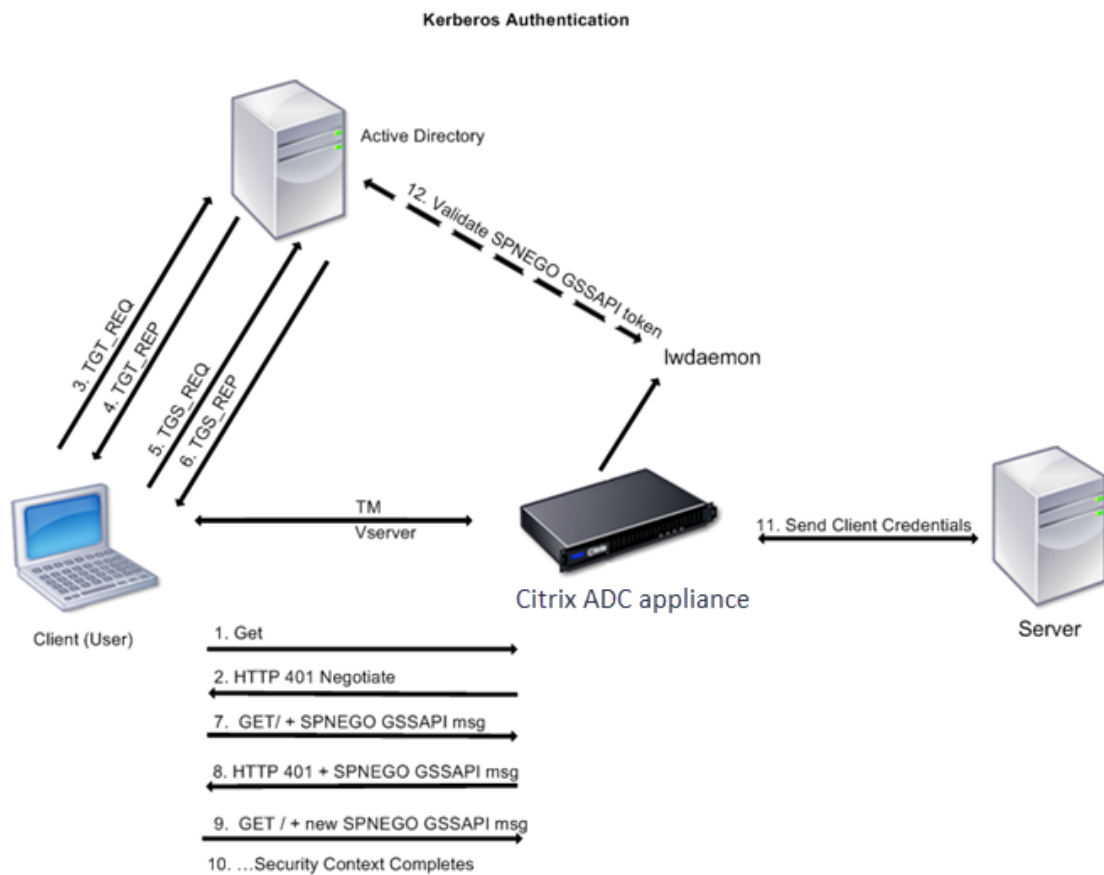 Kerberos Authentication
Active Directory
12. Validate SPNEGO GSSAPI token
lwdaemon
3. TGT_REQ
4. TGT_REP
5. TGS_REQ
6. TGS_REP
TM
Vserver
11. Send Client Credentials
Citrix
Citrix ADC appliance
Server
Client (User)
1. Get
2. HTTP 401 Negotiate
7. GET/ + SPNEGO GSSAPI msg
8. HTTP 401 + SPNEGO GSSAPI msg
9. GET / + new SPNEGO GSSAPI msg
10. ...Security Context Completes